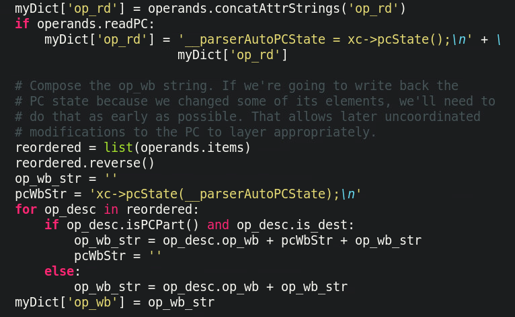 myDict['op_rd'] = operands.concatAttrStrings('op_rd')
if operands.readPC:
    myDict['op_rd'] = '__parserAutoPCState = xc->pcState();\n' + \
                      myDict['op_rd']

# Compose the op_wb string. If we're going to write back the
# PC state because we changed some of its elements, we'll need to
# do that as early as possible. That allows later uncoordinated
# modifications to the PC to layer appropriately.
reordered = list(operands.items)
reordered.reverse()
op_wb_str = ''
pcWbStr = 'xc->pcState(__parserAutoPCState);\n'
for op_desc in reordered:
    if op_desc.isPCPart() and op_desc.is_dest:
        op_wb_str = op_desc.op_wb + pcWbStr + op_wb_str
        pcWbStr = ''
    else:
        op_wb_str = op_desc.op_wb + op_wb_str
myDict['op_wb'] = op_wb_str